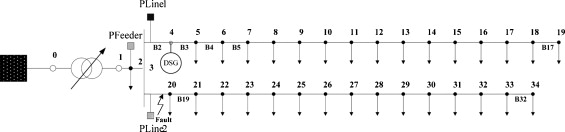 PLine1
PFeeder
4 5 6 7 8 9 10 11 12 13 14 15 16 17 18 19
0 1 2 B2 B3 B4 B5 B17
3 DSG
20 21 22 23 24 25 26 27 28 29 30 31 32 33 34
B19 B32
Fault
PLine2